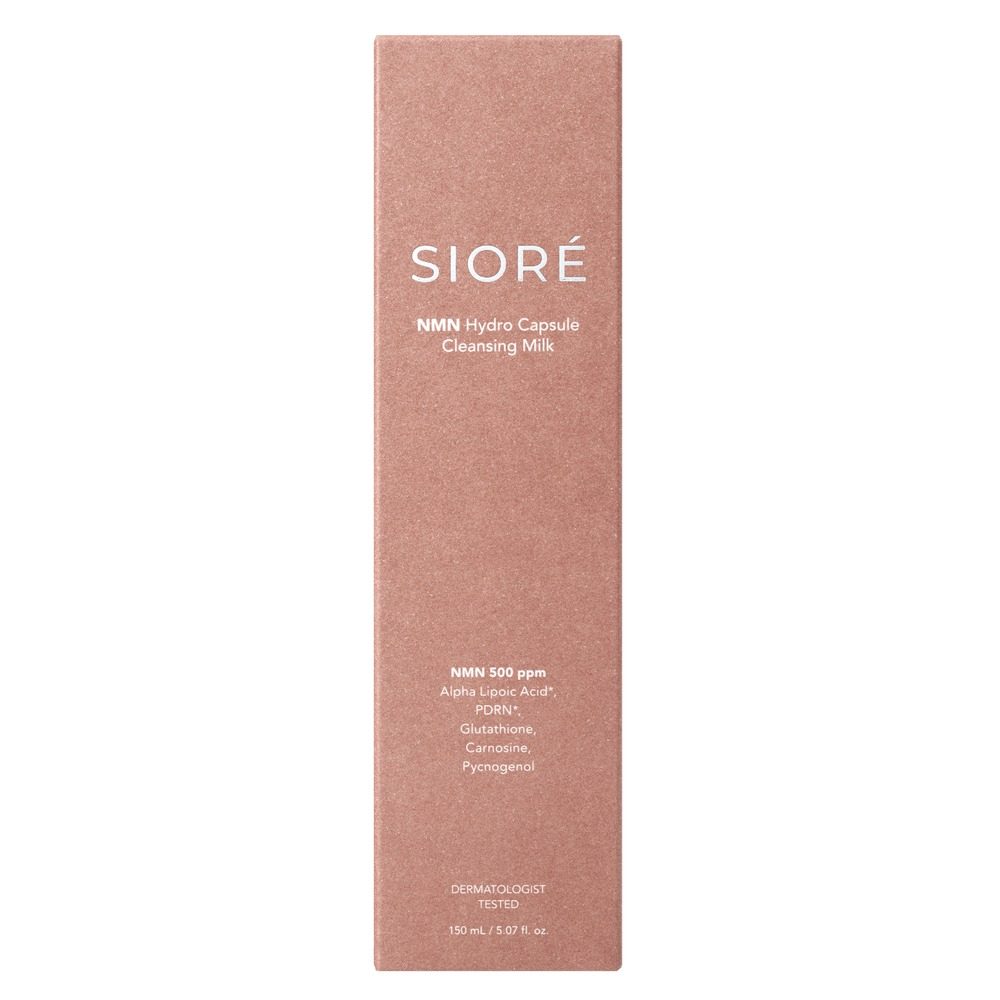 SIORÉ
NMN Hydro Capsule
Cleansing Milk
NMN 500 ppm
Alpha Lipoic Acid*,
PDRN*,
Glutathione,
Carnosine,
Pycnogenol
DERMATOLOGIST
TESTED
150 mL / 5.07 fl. oz.